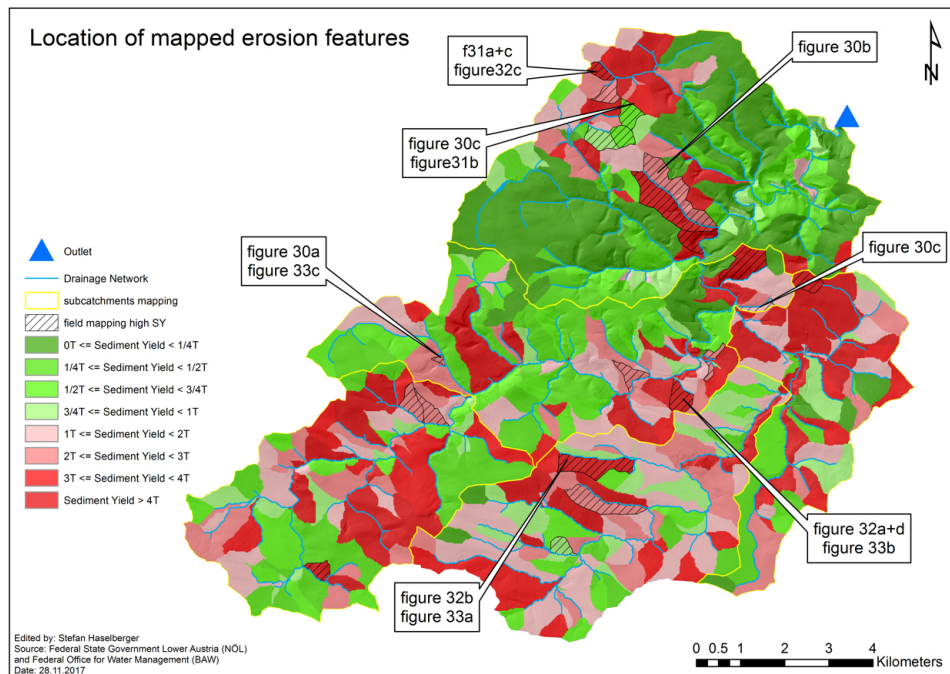 Location of mapped erosion features
f31a+c
figure32c
figure 30b
N
figure 30c
figure31b
figure 30a
figure 33c
figure 30c
Outlet
Drainage Network
subcatchments mapping
field mapping high SY
0T <= Sediment Yield < 1/4T
1/4T <= Sediment Yield < 1/2T
1/2T <= Sediment Yield < 3/4T
3/4T <= Sediment Yield < 1T
1T <= Sediment Yield < 2T
2T <= Sediment Yield < 3T
3T <= Sediment Yield < 4T
Sediment Yield > 4T
figure 32a+d
figure 33b
figure 32b
figure 33a
Edited by: Stefan Haselberger
Source: Federal State Government Lower Austria (NÖL)
and Federal Office for Water Management (BAW)
Date: 28.11.2017
0 0.5 1 2 3 4
Kilometers